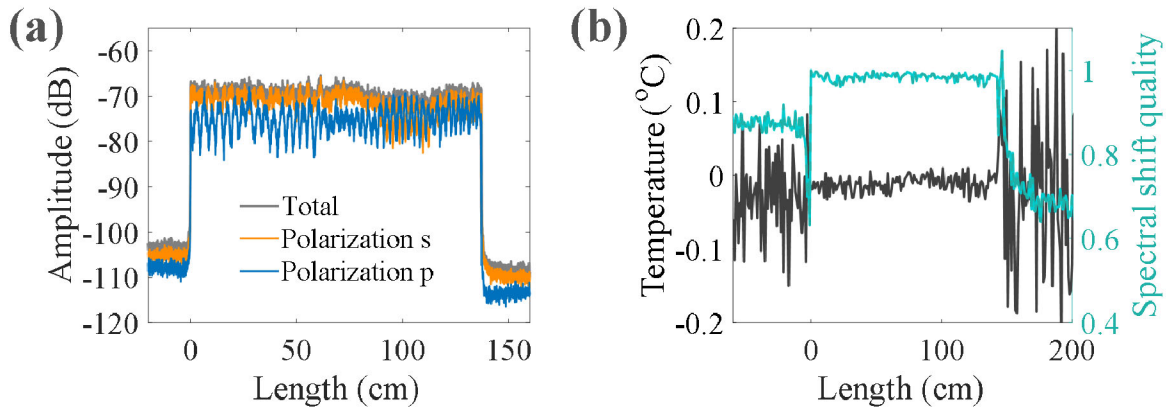 (a)
Amplitude (dB)
-60
-70
-80
-90
-100
-110
-120
Total
Polarization s
Polarization p
0
50
100
150
Length (cm)
(b)
Temperature (°C)
0.2
0.1
0
-0.1
-0.2
0
100
200
Length (cm)
1
0.8
0.6
0.4
Spectral shift quality